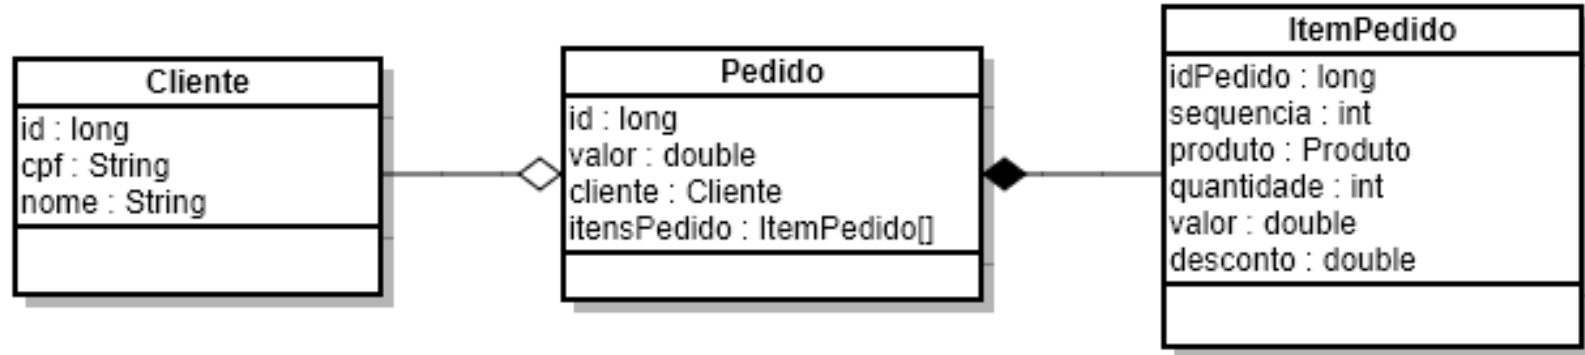 Cliente
id : long
cpf : String
nome : String
Pedido
id : long
valor : double
cliente : Cliente
itensPedido : ItemPedido[]
ItemPedido
idPedido : long
sequencia : int
produto : Produto
quantidade : int
valor : double
desconto : double